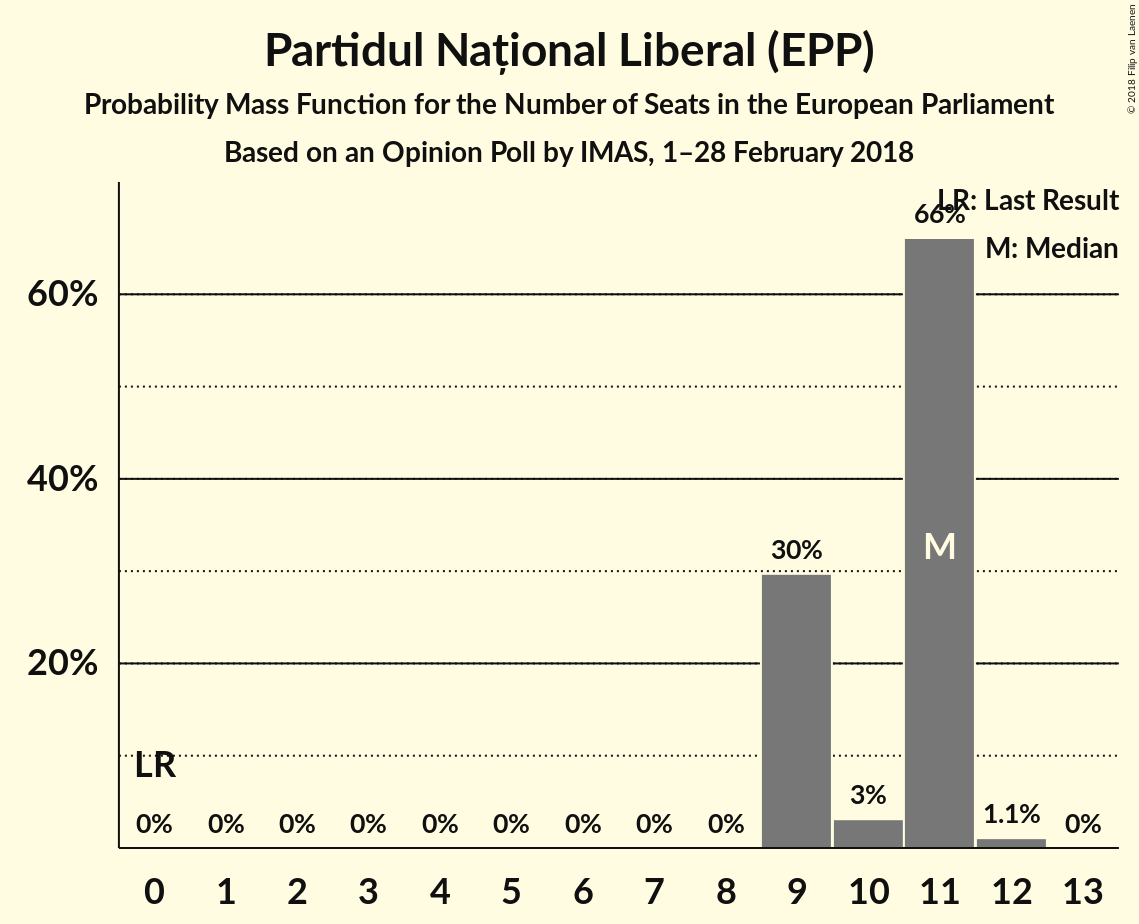 Partidul Național Liberal (EPP)
Probability Mass Function for the Number of Seats in the European Parliament
Based on an Opinion Poll by IMAS, 1–28 February 2018
© 2018 Filip van Laenen
LR: Last Result
M: Median
60%
40%
20%
LR
M
0% 0% 0% 0% 0% 0% 0% 0% 0% 30% 3% 66% 1.1% 0%
0 1 2 3 4 5 6 7 8 9 10 11 12 13